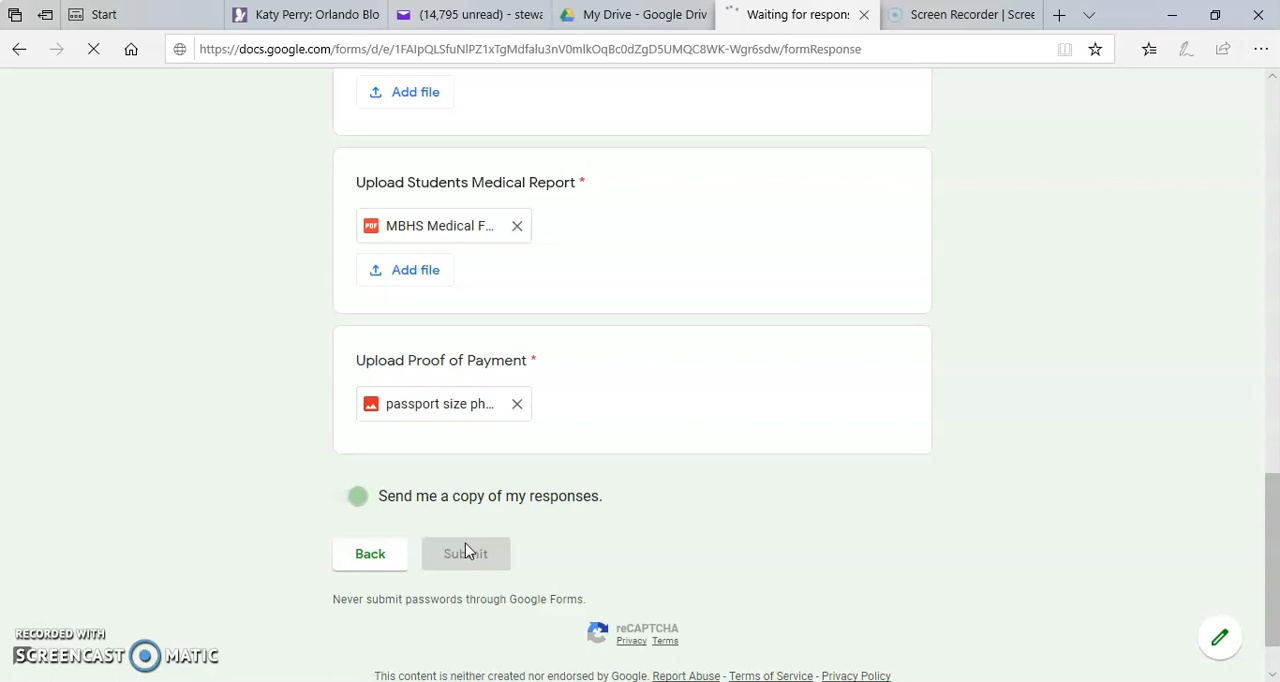 Start
Katy Perry: Orlando Blo
(14,795 unread) - stewa
My Drive - Google Driv
Waiting for respon
Screen Recorder | Scree
https://docs.google.com/forms/d/e/1FAIpQLSfuNlPZ1xTgMdfalu3nV0mlkOqBc0dZgD5UMQC8WK-Wgr6sdw/formResponse
Add file
Upload Students Medical Report *
PDF MBHS Medical F...
Add file
Upload Proof of Payment *
passport size ph...
Send me a copy of my responses.
Back
Submit
Never submit passwords through Google Forms.
reCAPTCHA
Privacy Terms
This content is neither created nor endorsed by Google. Report Abuse - Terms of Service - Privacy Policy
RECORDED WITH
SCREENCAST MATIC